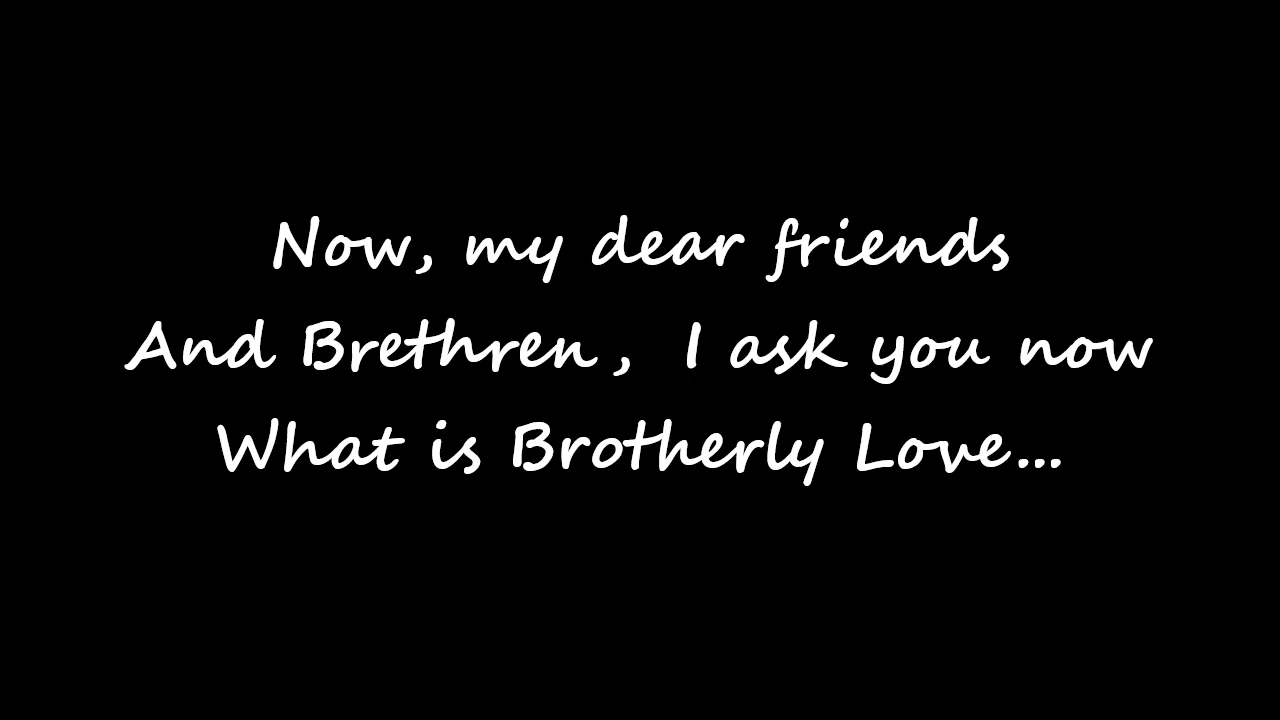 Now, my dear friends
And Brethren, I ask you now
What is Brotherly Love...